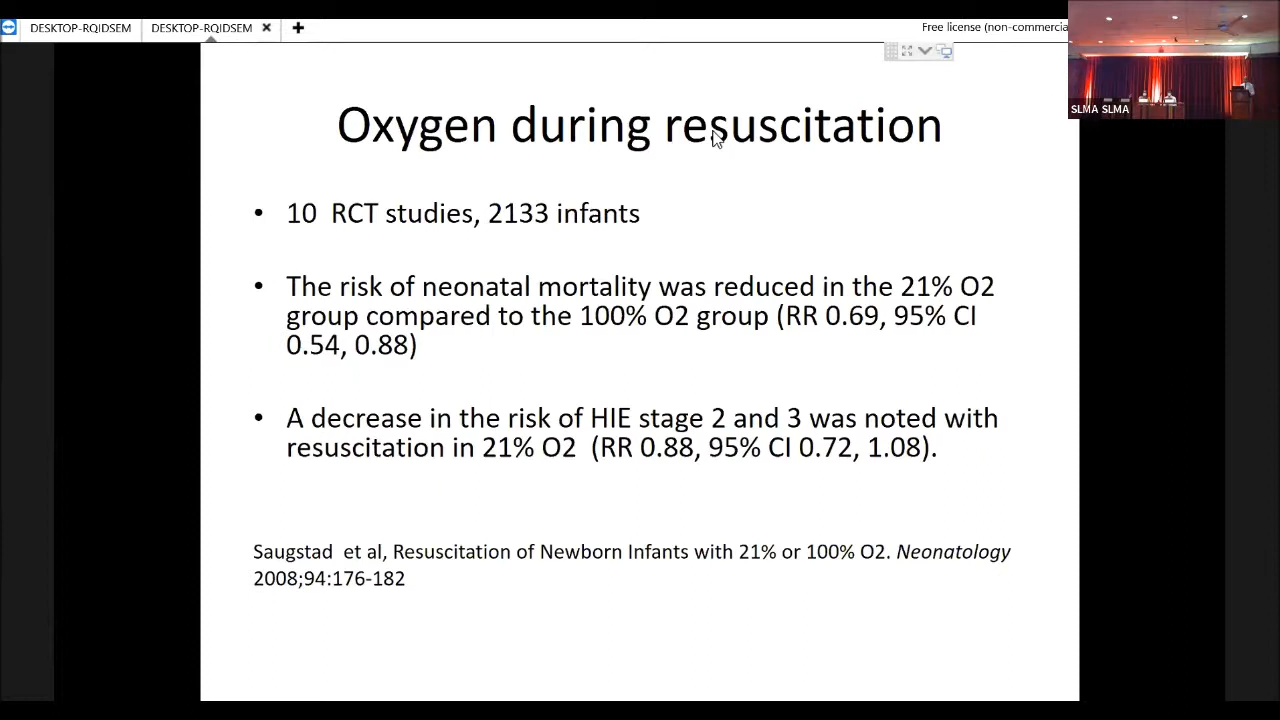 DESKTOP-RQIDSEM
DESKTOP-RQIDSEM
Free license (non-commercia
SLMA SLMA
Oxygen during resuscitation
• 10 RCT studies, 2133 infants
• The risk of neonatal mortality was reduced in the 21% O2
group compared to the 100% O2 group (RR 0.69, 95% CI
0.54, 0.88)
• A decrease in the risk of HIE stage 2 and 3 was noted with
resuscitation in 21% O2 (RR 0.88, 95% CI 0.72, 1.08).
Saugstad et al, Resuscitation of Newborn Infants with 21% or 100% O2. Neonatology
2008;94:176-182